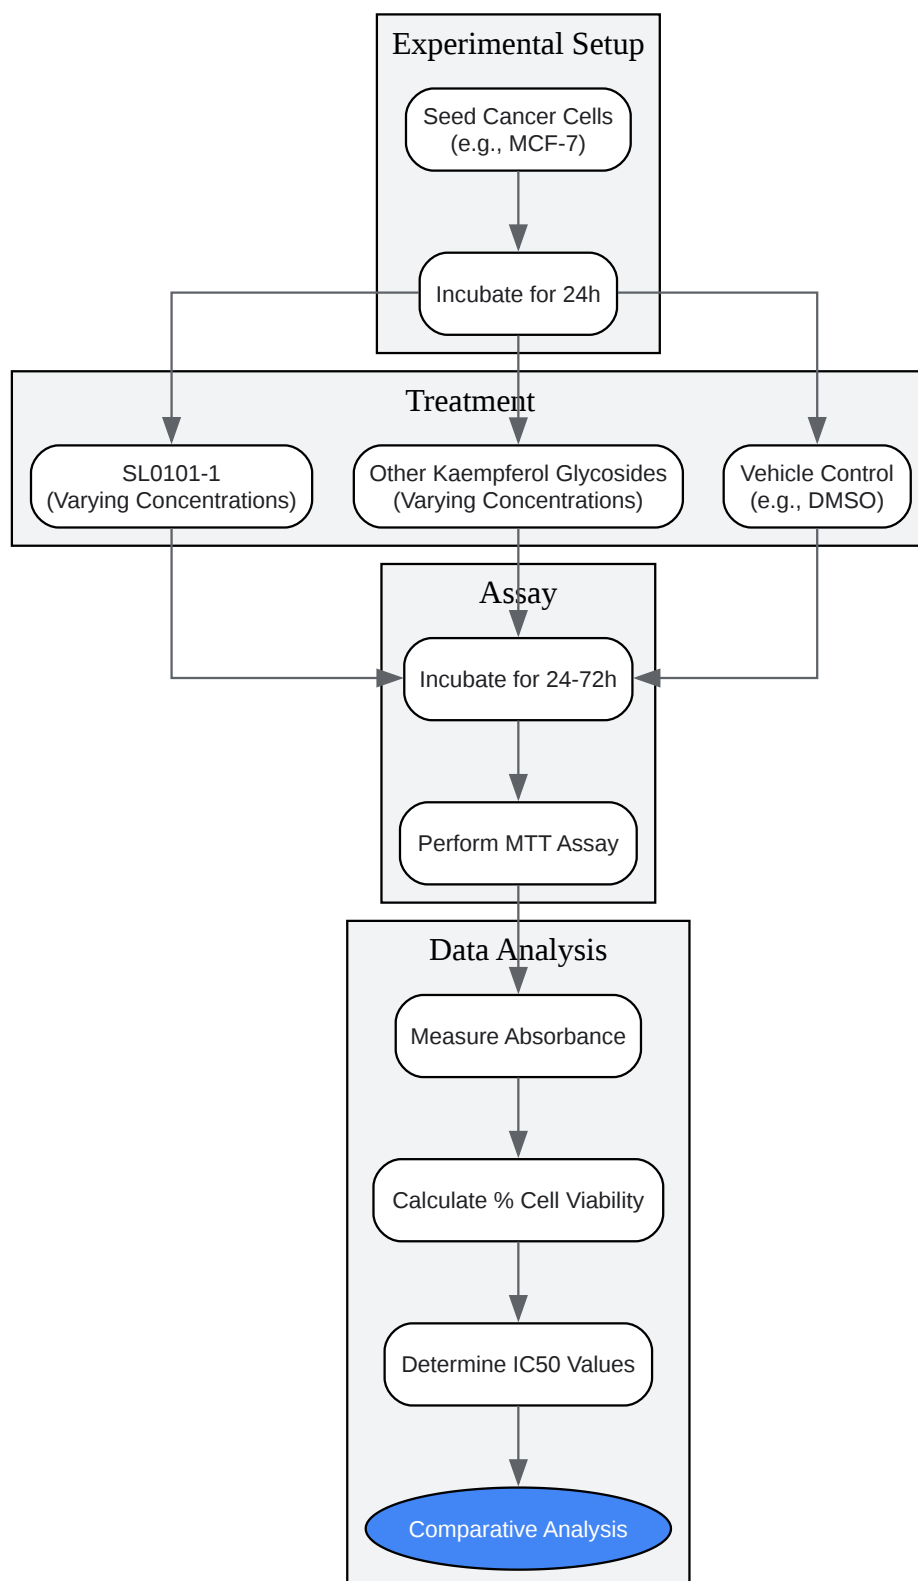 Experimental Setup
Seed Cancer Cells
(e.g., MCF-7)
Incubate for 24h
Treatment
SL0101-1
(Varying Concentrations)
Other Kaempferol Glycosides
(Varying Concentrations)
Vehicle Control
(e.g., DMSO)
Assay
Incubate for 24-72h
Perform MTT Assay
Data Analysis
Measure Absorbance
Calculate % Cell Viability
Determine IC50 Values
Comparative Analysis